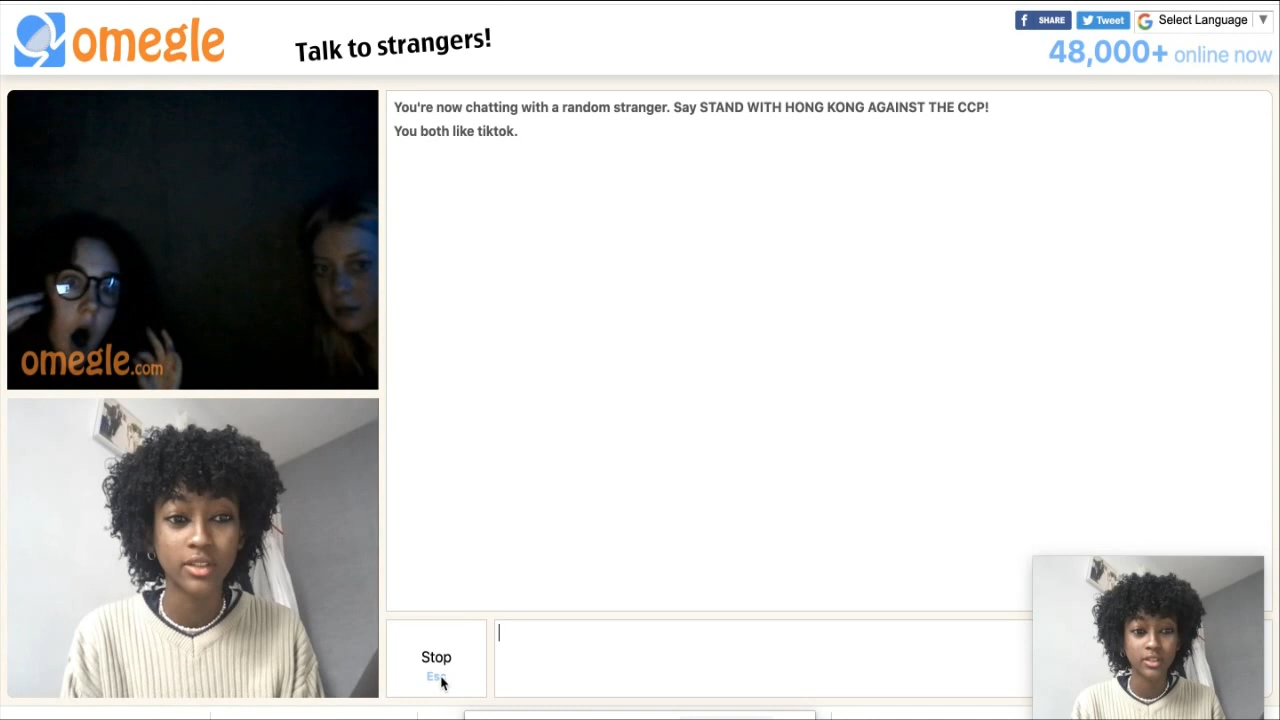 omegle
Talk to strangers!
SHARE
Tweet
Select Language ▼
48,000+ online now
You're now chatting with a random stranger. Say STAND WITH HONG KONG AGAINST THE CCP!
You both like tiktok.
omegle.com
Stop
Esc